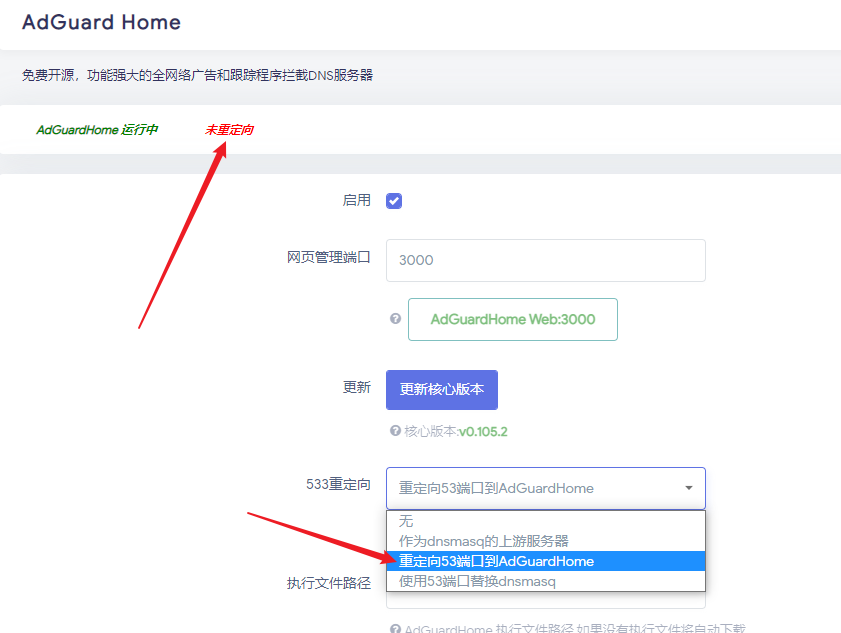 AdGuard Home
免费开源，功能强大的全网络广告和跟踪程序拦截DNS服务器
AdGuardHome 运行中 未重定向
启用
网页管理端口 3000
AdGuardHome Web:3000
更新 更新核心版本
核心版本:v0.105.2
533重定向 重定向53端口到AdGuardHome
无
作为dnsmasq的上游服务器
重定向53端口到AdGuardHome
使用53端口替换dnsmasq
执行文件路径
AdGuardHome 执行文件路径 如果没有执行文件将自动下载